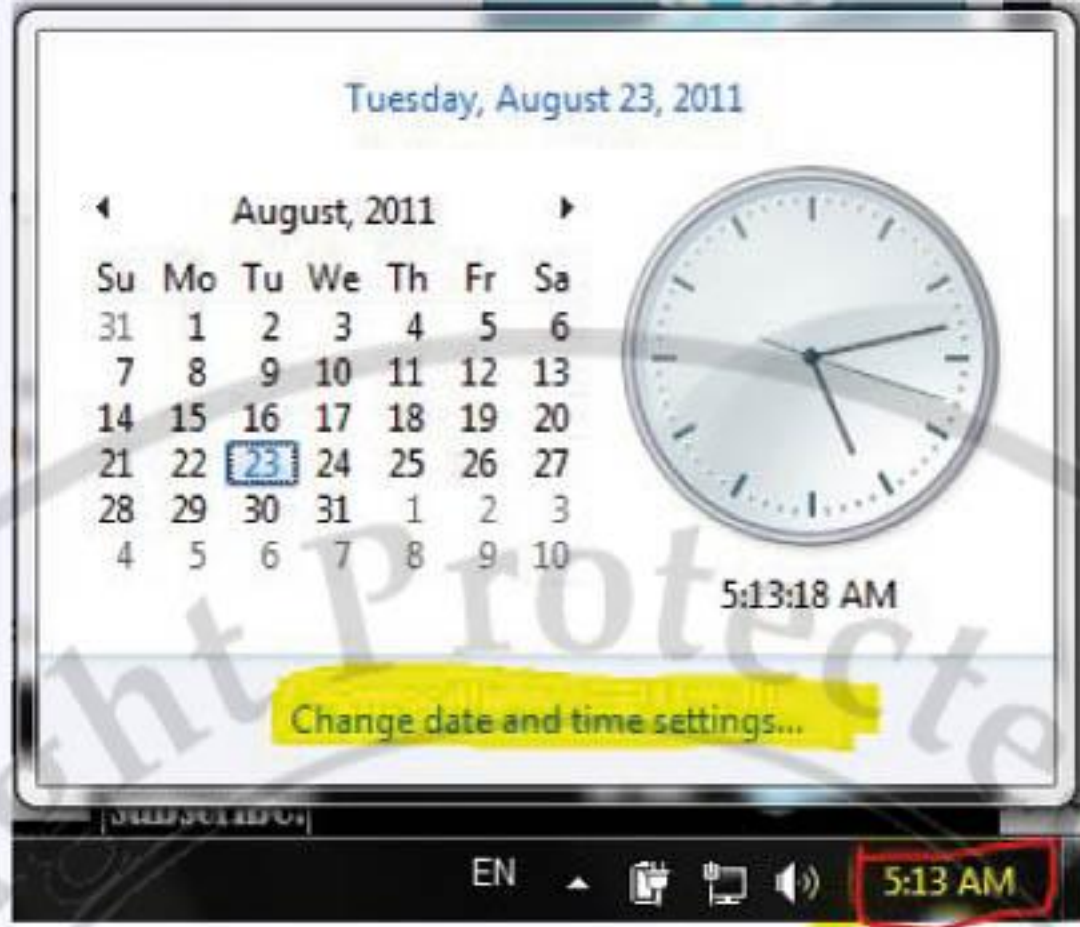 Tuesday, August 23, 2011
August, 2011
Su Mo Tu We Th Fr Sa
31 1 2 3 4 5 6
7 8 9 10 11 12 13
14 15 16 17 18 19 20
21 22 23 24 25 26 27
28 29 30 31 1 2 3
4 5 6 7 8 9 10
5:13:18 AM
Change date and time settings...
subscribe.
EN
5:13 AM
ght Protecte